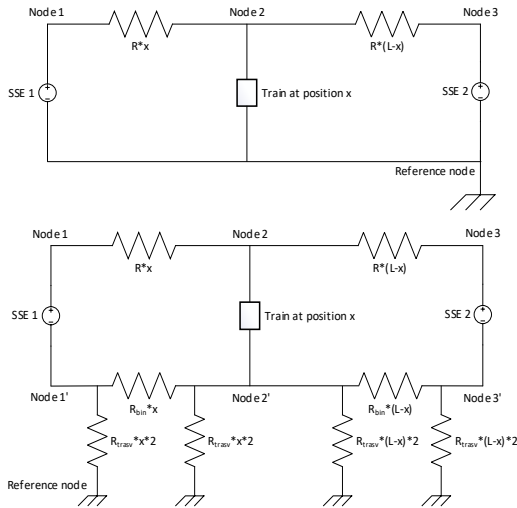 Node 1
Node 2
Node 3
R*x
R*(L-x)
SSE 1
Train at position x
SSE 2
Reference node
Node 1
Node 2
Node 3
R*x
R*(L-x)
SSE 1
Train at position x
SSE 2
Node 1'
Rbin*x
Node 2'
Rbin*(L-x)
Node 3'
Rtrasv*x*2
Rtrasv*x*2
Rtrasv*(L-x)*2
Rtrasv*(L-x)*2
Reference node